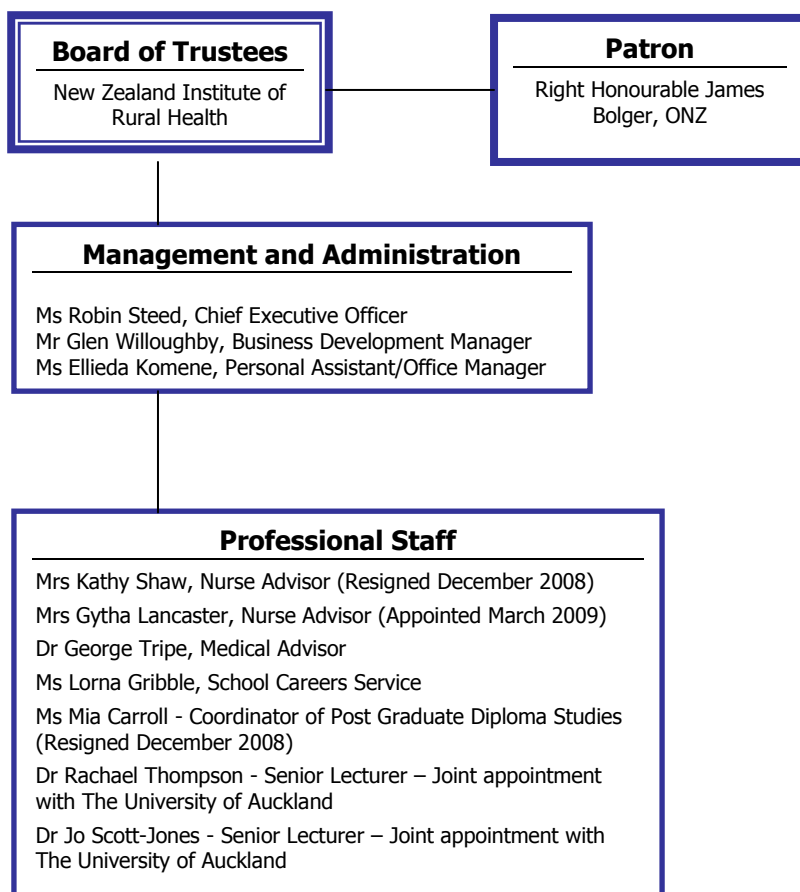 Board of Trustees
New Zealand Institute of
Rural Health
Patron
Right Honourable James
Bolger, ONZ
Management and Administration
Ms Robin Steed, Chief Executive Officer
Mr Glen Willoughby, Business Development Manager
Ms Ellieda Komene, Personal Assistant/Office Manager
Professional Staff
Mrs Kathy Shaw, Nurse Advisor (Resigned December 2008)
Mrs Gytha Lancaster, Nurse Advisor (Appointed March 2009)
Dr George Tripe, Medical Advisor
Ms Lorna Gribble, School Careers Service
Ms Mia Carroll - Coordinator of Post Graduate Diploma Studies
(Resigned December 2008)
Dr Rachael Thompson - Senior Lecturer – Joint appointment
with The University of Auckland
Dr Jo Scott-Jones - Senior Lecturer – Joint appointment with
The University of Auckland